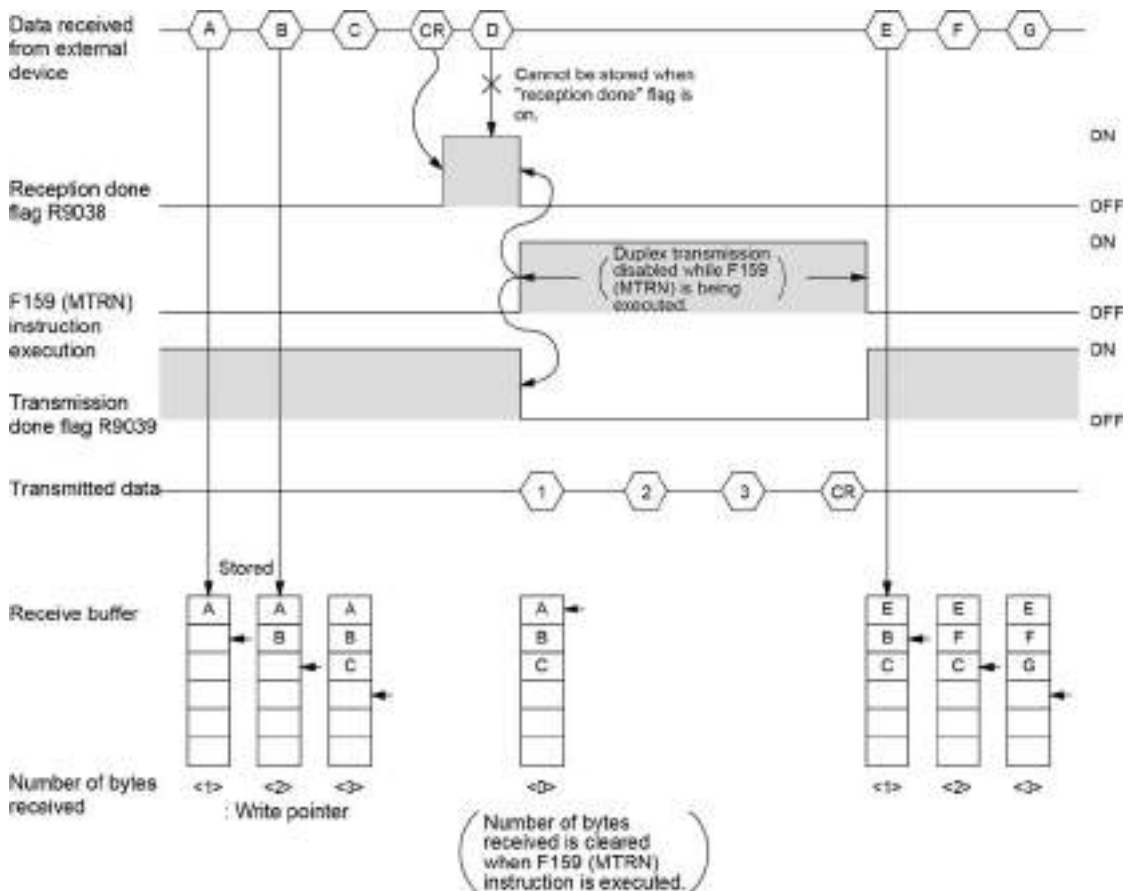 Data received
from external
device
A B C CR D E F G
Cannot be stored when
"reception done" flag is
on.
ON
Reception done
flag R9038
OFF
ON
Duplex transmission
disabled while F159
(MTRN) is being
executed.
F159 (MTRN)
instruction
execution
OFF
ON
Transmission
done flag R9039
OFF
Transmitted data
1 2 3 CR
Stored
Receive buffer
A A A A E E E
B B B B F F
C C C C G
Number of bytes
received
<1> <2> <3> <0> <1> <2> <3>
: Write pointer
Number of bytes
received is cleared
when F159 (MTRN)
instruction is executed.